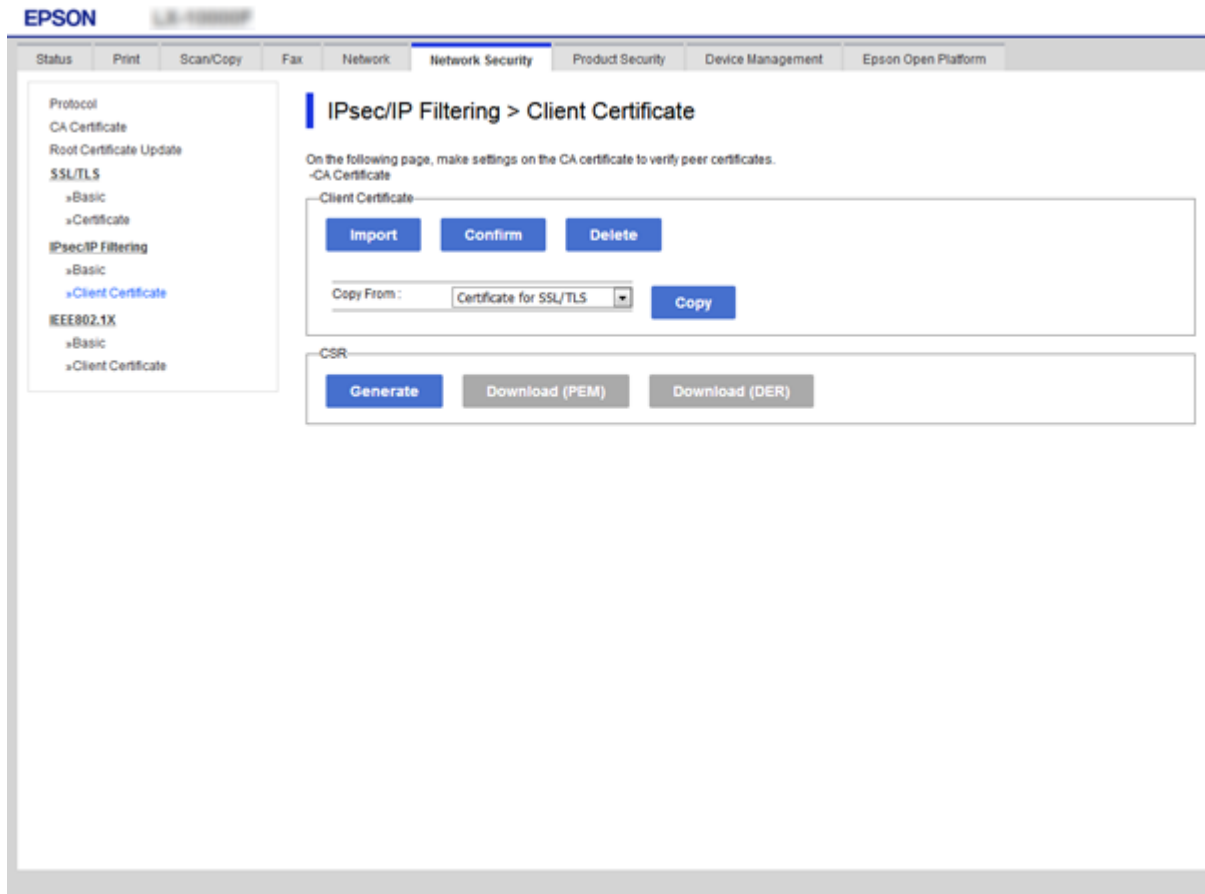 EPSON
Status Print Scan/Copy Fax Network Network Security Product Security Device Management Epson Open Platform
Protocol
CA Certificate
Root Certificate Update
SSL/TLS
»Basic
»Certificate
IPsec/IP Filtering
»Basic
»Client Certificate
IEEE802.1X
»Basic
»Client Certificate
IPsec/IP Filtering > Client Certificate
On the following page, make settings on the CA certificate to verify peer certificates.
-CA Certificate
Client Certificate
Import Confirm Delete
Copy From : Certificate for SSL/TLS Copy
CSR
Generate Download (PEM) Download (DER)